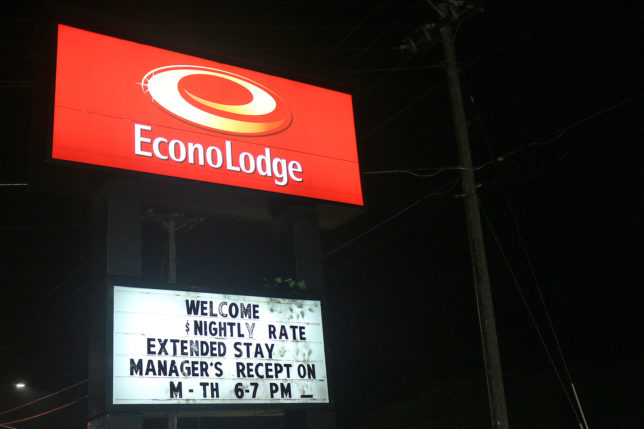 EconoLodge
WELCOME
$NIGHTLY RATE
EXTENDED STAY
MANAGER'S RECEPT ON
M - TH 6-7 PM _